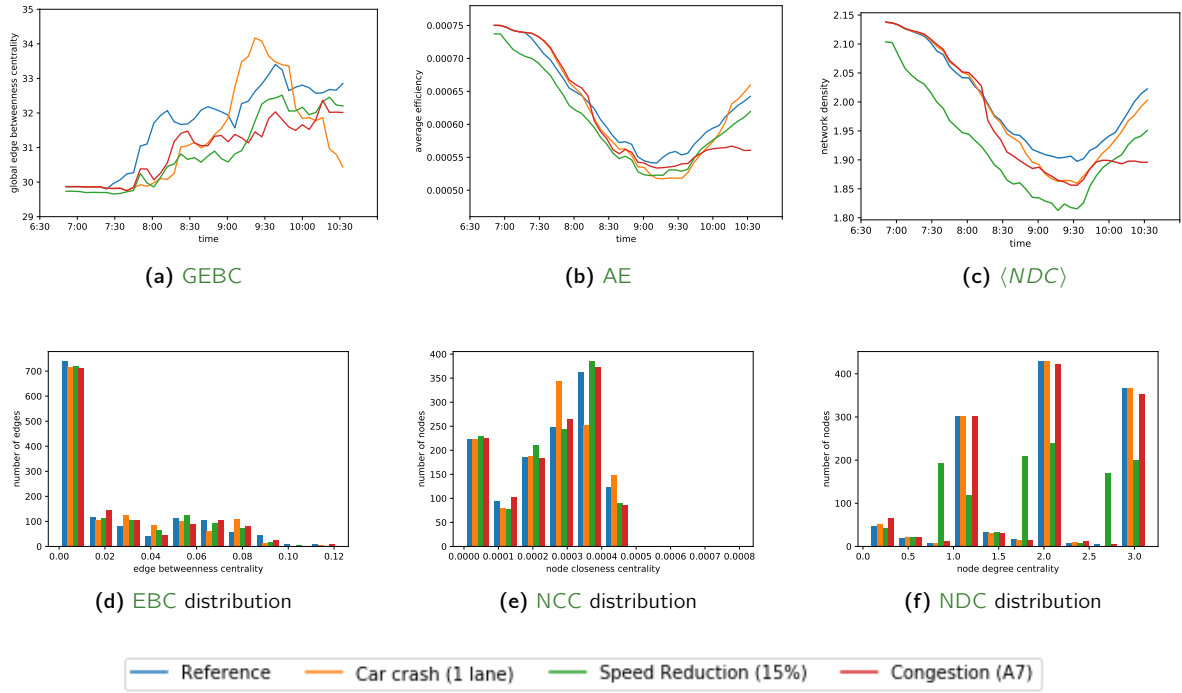 35
34
33
32
31
30
29
global edge betweenness centrality
6:30 7:00 7:30 8:00 8:30 9:00 9:30 10:00 10:30
time
(a) GEBC
0.00075
0.00070
0.00065
0.00060
0.00055
0.00050
average efficiency
6:30 7:00 7:30 8:00 8:30 9:00 9:30 10:00 10:30
time
(b) AE
2.15
2.10
2.05
2.00
1.95
1.90
1.85
1.80
network density
6:30 7:00 7:30 8:00 8:30 9:00 9:30 10:00 10:30
time
(c) ⟨NDC⟩
700
600
500
400
300
200
100
0
number of edges
0.00 0.02 0.04 0.06 0.08 0.10 0.12
edge betweenness centrality
(d) EBC distribution
400
350
300
250
200
150
100
50
0
number of nodes
0.0000 0.0001 0.0002 0.0003 0.0004 0.0005 0.0006 0.0007 0.0008
node closeness centrality
(e) NCC distribution
400
300
200
100
0
number of nodes
0.0 0.5 1.0 1.5 2.0 2.5 3.0
node degree centrality
(f) NDC distribution
Reference Car crash (1 lane) Speed Reduction (15%) Congestion (A7)